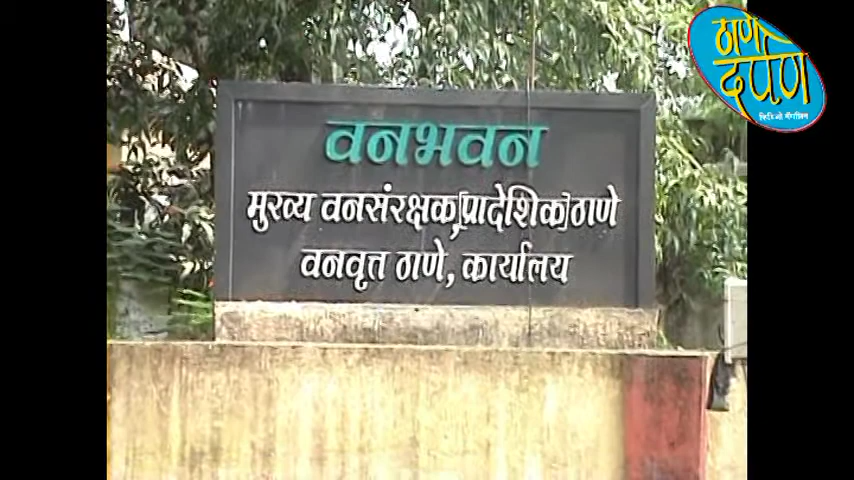 ठाणे
दर्पण
वनभवन
मुख्य वनसंरक्षक[प्रादेशिक]ठाणे,
वनवृत्त ठाणे, कार्यालय